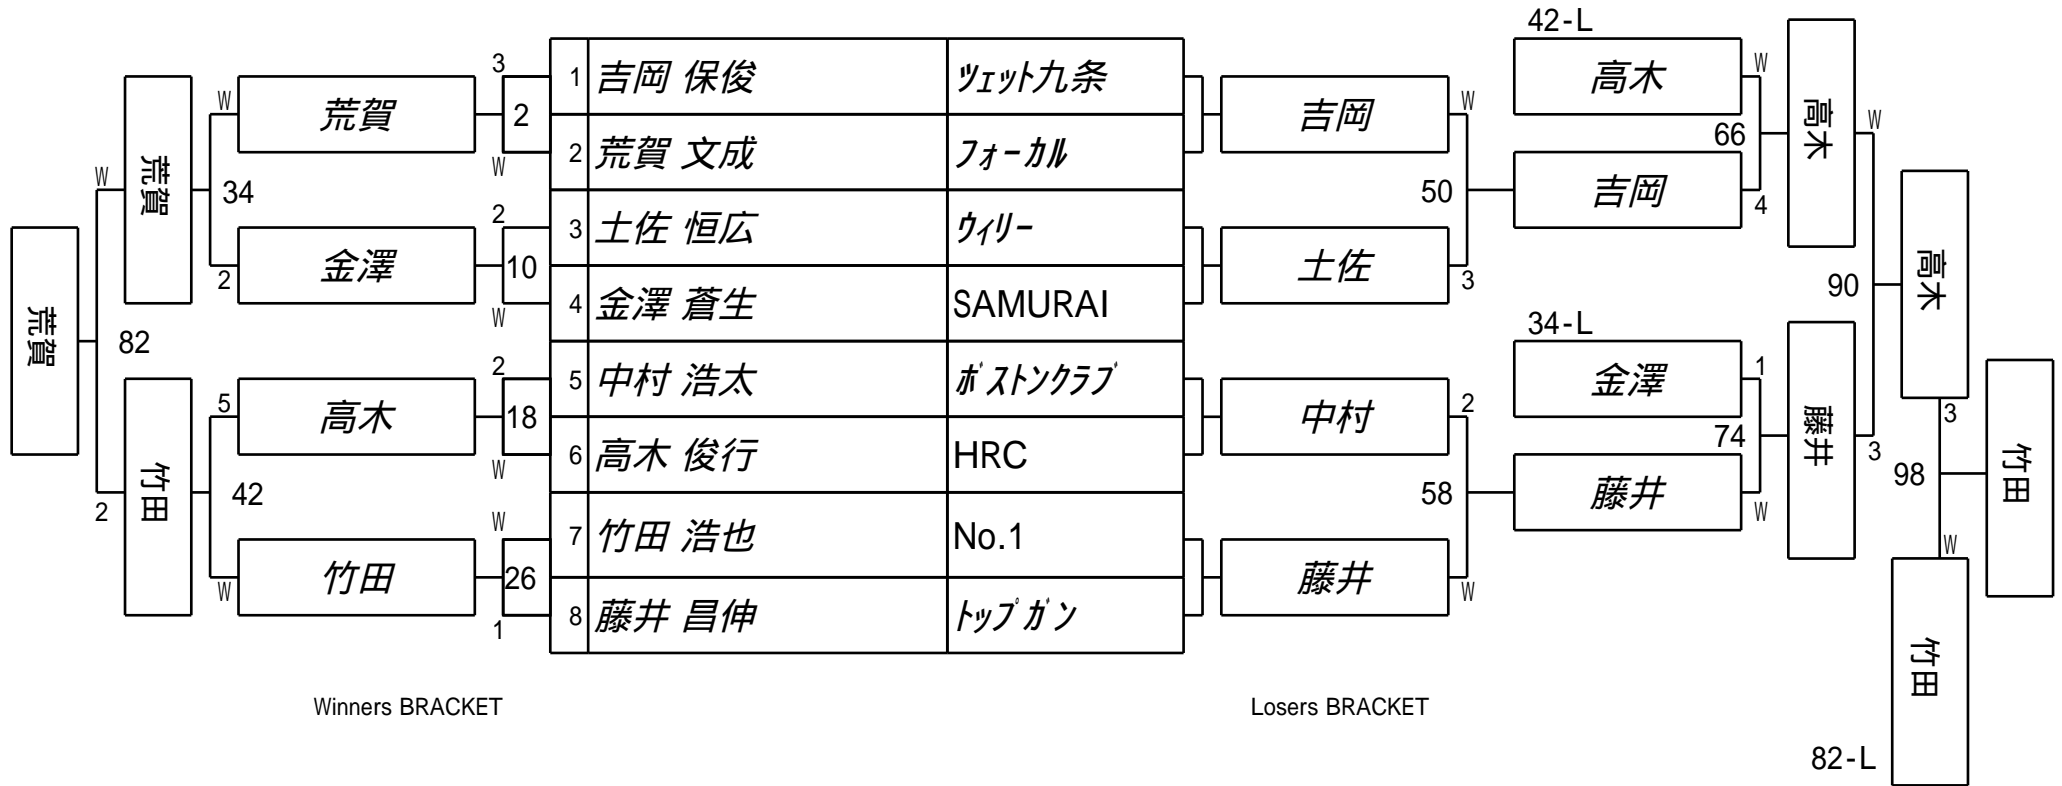 42-L
3
1 吉岡 保俊 ツェット九条
W 荒賀 2 吉岡 W 高木 W
2 荒賀 文成 フォーカル
W
66 高木 W
W 荒賀 34 50 吉岡 4
2 3 土佐 恒広 ウィリー
2 金澤 10 土佐 3
4 金澤 蒼生 SAMURAI
W
90 高木
荒賀 82 34-L
2 5 中村 浩太 ボストンクラブ 金澤 1
5 高木 18 中村 2
6 高木 俊行 HRC
W
74 藤井 3
3
2 竹田 42 58 藤井 W
98 竹田
W 7 竹田 浩也 No.1
W 竹田 26 藤井 W
W
8 藤井 昌伸 トップガン
1
竹田
Winners BRACKET Losers BRACKET
82-L